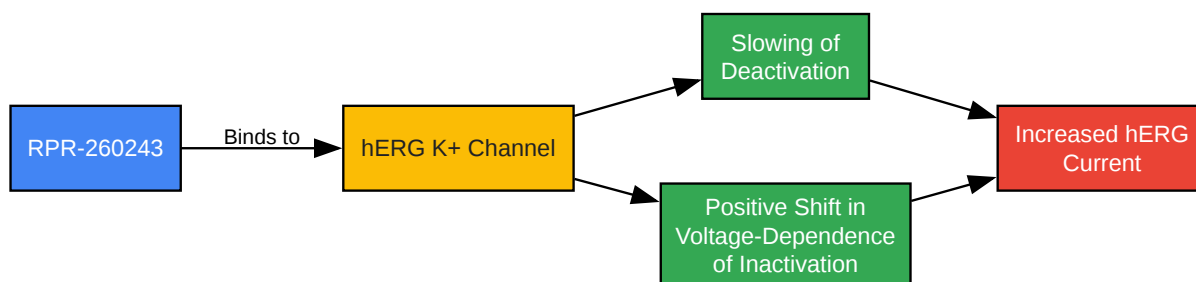 RPR-260243
Binds to
hERG K+ Channel
Slowing of
Deactivation
Positive Shift in
Voltage-Dependence
of Inactivation
Increased hERG
Current